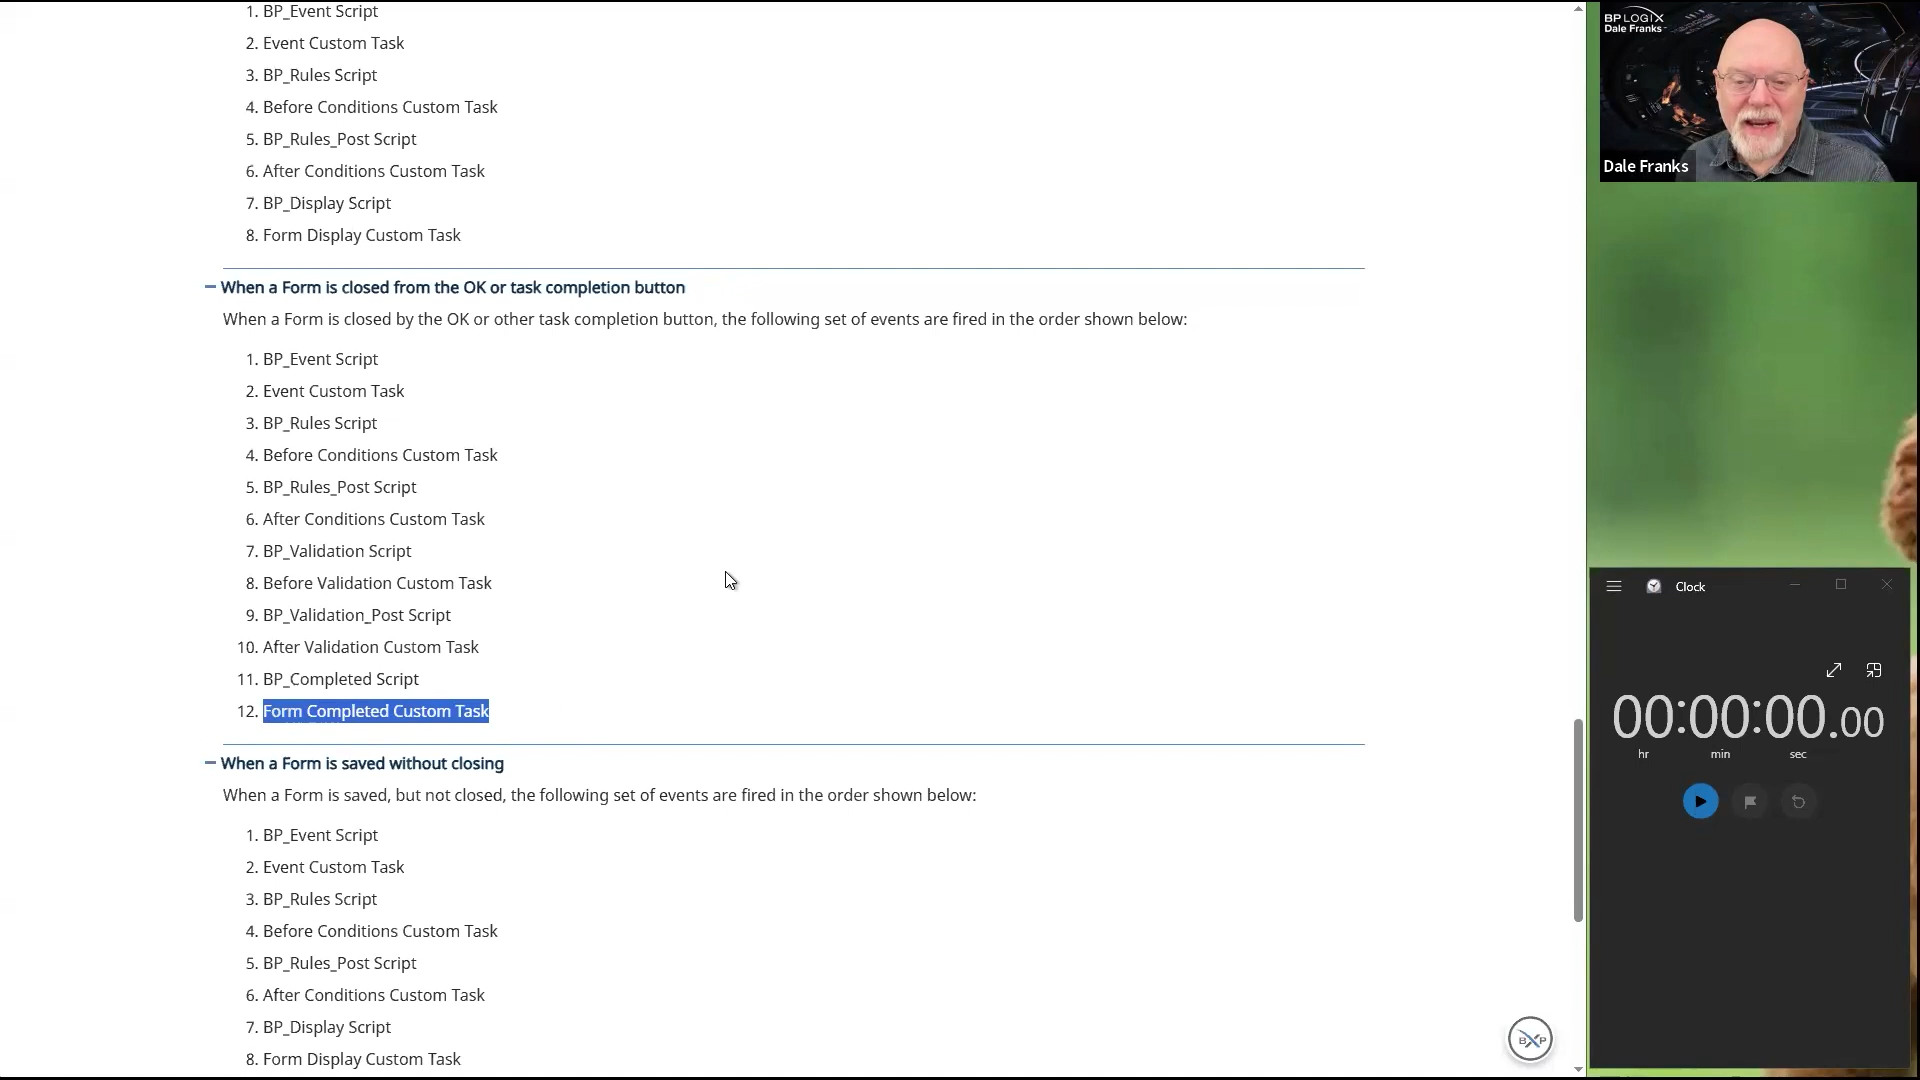 1. BP_Event Script
2. Event Custom Task
3. BP_Rules Script
4. Before Conditions Custom Task
5. BP_Rules_Post Script
6. After Conditions Custom Task
7. BP_Display Script
8. Form Display Custom Task
When a Form is closed from the OK or task completion button
When a Form is closed by the OK or other task completion button, the following set of events are fired in the order shown below:
1. BP_Event Script
2. Event Custom Task
3. BP_Rules Script
4. Before Conditions Custom Task
5. BP_Rules_Post Script
6. After Conditions Custom Task
7. BP_Validation Script
8. Before Validation Custom Task
9. BP_Validation_Post Script
10. After Validation Custom Task
11. BP_Completed Script
12. Form Completed Custom Task
When a Form is saved without closing
When a Form is saved, but not closed, the following set of events are fired in the order shown below:
1. BP_Event Script
2. Event Custom Task
3. BP_Rules Script
4. Before Conditions Custom Task
5. BP_Rules_Post Script
6. After Conditions Custom Task
7. BP_Display Script
8. Form Display Custom Task
BXP
BP LOGIX
Dale Franks
Dale Franks
Clock
00:00:00.00
hr min sec